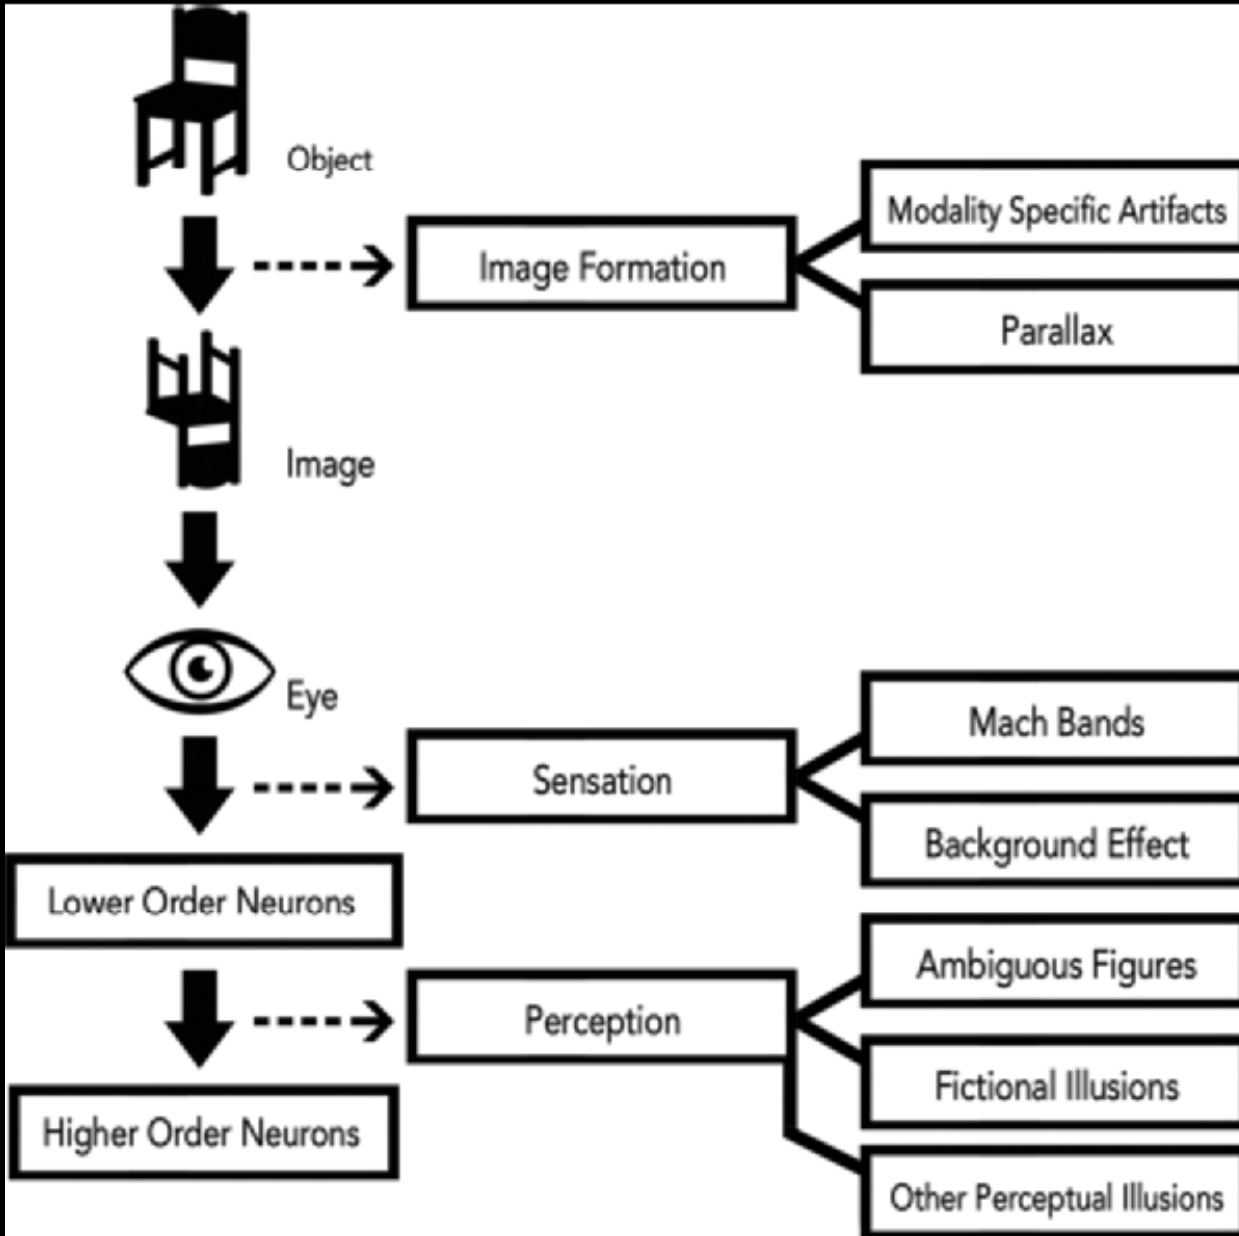 Object
Modality Specific Artifacts
Image Formation
Parallax
Image
Eye
Mach Bands
Sensation
Background Effect
Lower Order Neurons
Ambiguous Figures
Perception
Fictional Illusions
Higher Order Neurons
Other Perceptual Illusions